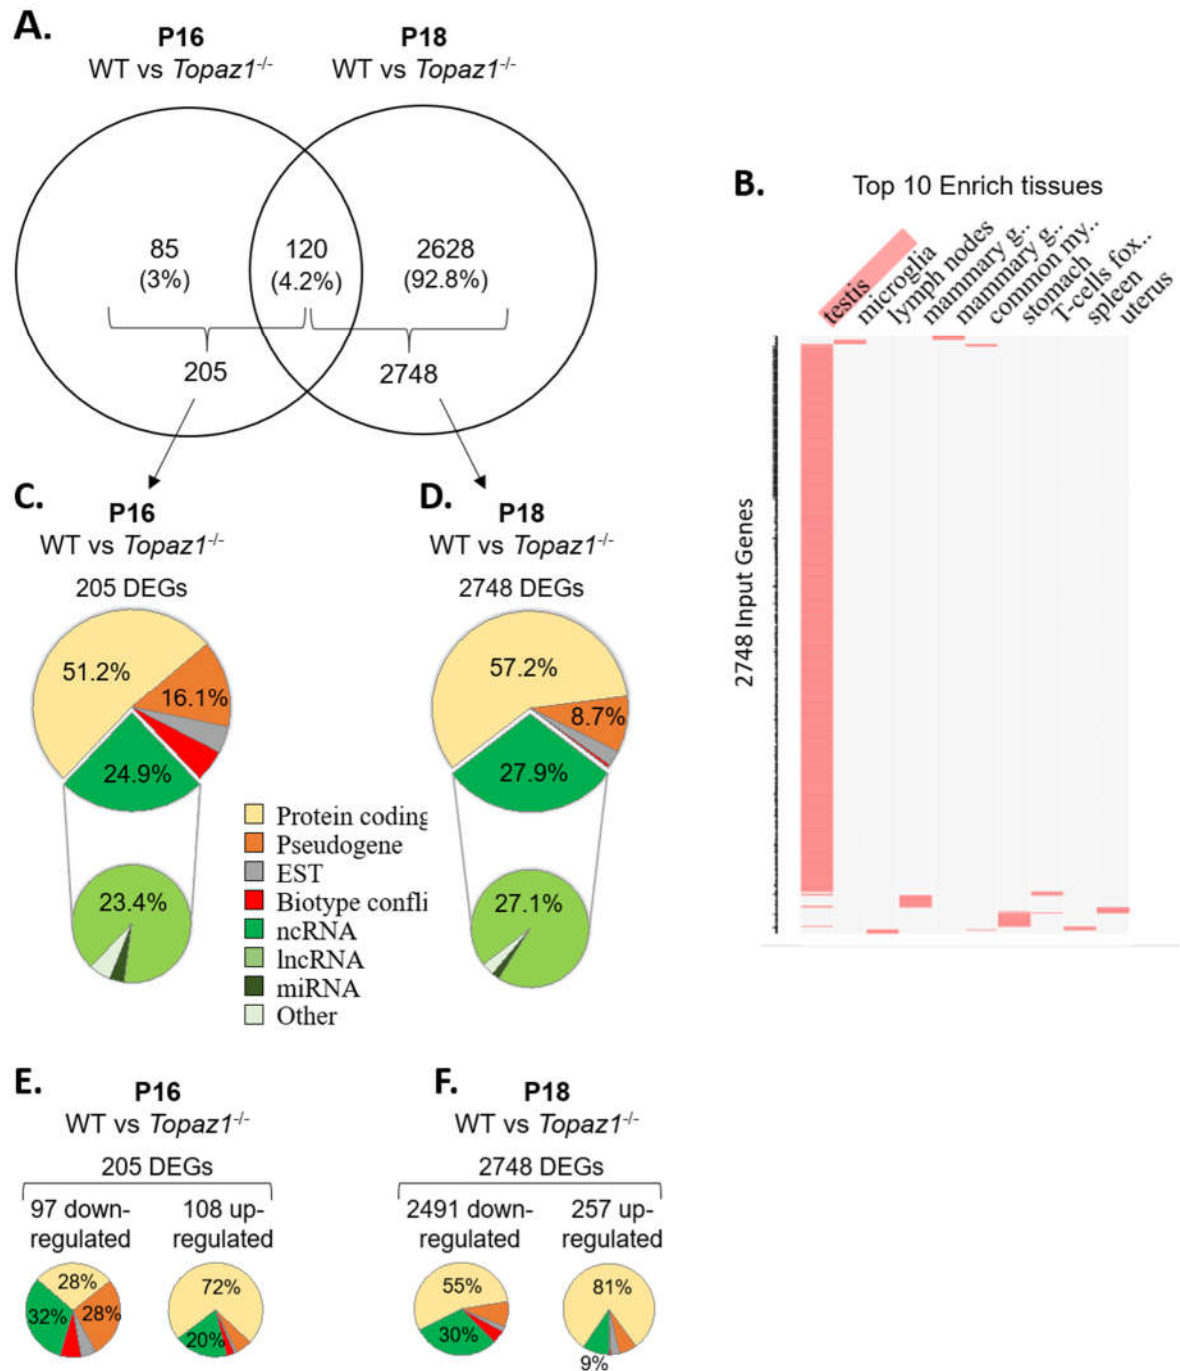 A.
P16
WT vs Topaz1-/-
P18
WT vs Topaz1-/-
85
(3%)
120
(4.2%)
2628
(92.8%)
205
2748
B.
Top 10 Enrich tissues
testis
microglia
lymph nodes
mammary g..
mammary g..
common my..
stomach
T-cells fox..
spleen
uterus
2748 Input Genes
C.
P16
WT vs Topaz1-/-
205 DEGs
51.2%
16.1%
24.9%
23.4%
D.
P18
WT vs Topaz1-/-
2748 DEGs
57.2%
8.7%
27.9%
27.1%
Protein coding
Pseudogene
EST
Biotype confli
ncRNA
lncRNA
miRNA
Other
E.
P16
WT vs Topaz1-/-
205 DEGs
97 down-
regulated
108 up-
regulated
28%
32%
28%
72%
20%
F.
P18
WT vs Topaz1-/-
2748 DEGs
2491 down-
regulated
257 up-
regulated
55%
30%
81%
9%